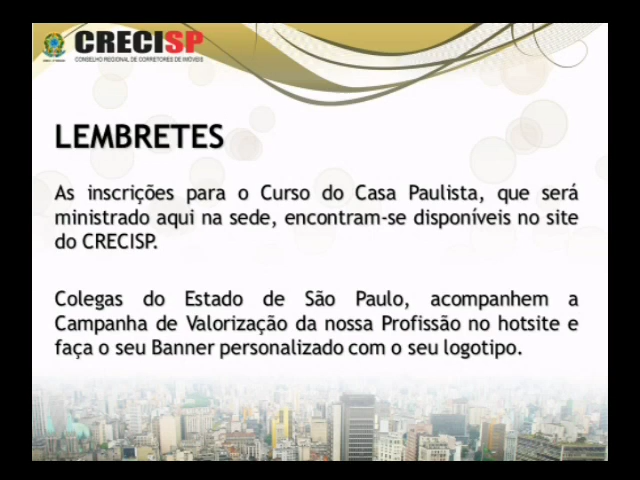 CRECISP
CONSELHO REGIONAL DE CORRETORES DE IMÓVEIS
LEMBRETES
As inscrições para o Curso do Casa Paulista, que será
ministrado aqui na sede, encontram-se disponíveis no site
do CRECISP.
Colegas do Estado de São Paulo, acompanhem a
Campanha de Valorização da nossa Profissão no hotsite e
faça o seu Banner personalizado com o seu logotipo.